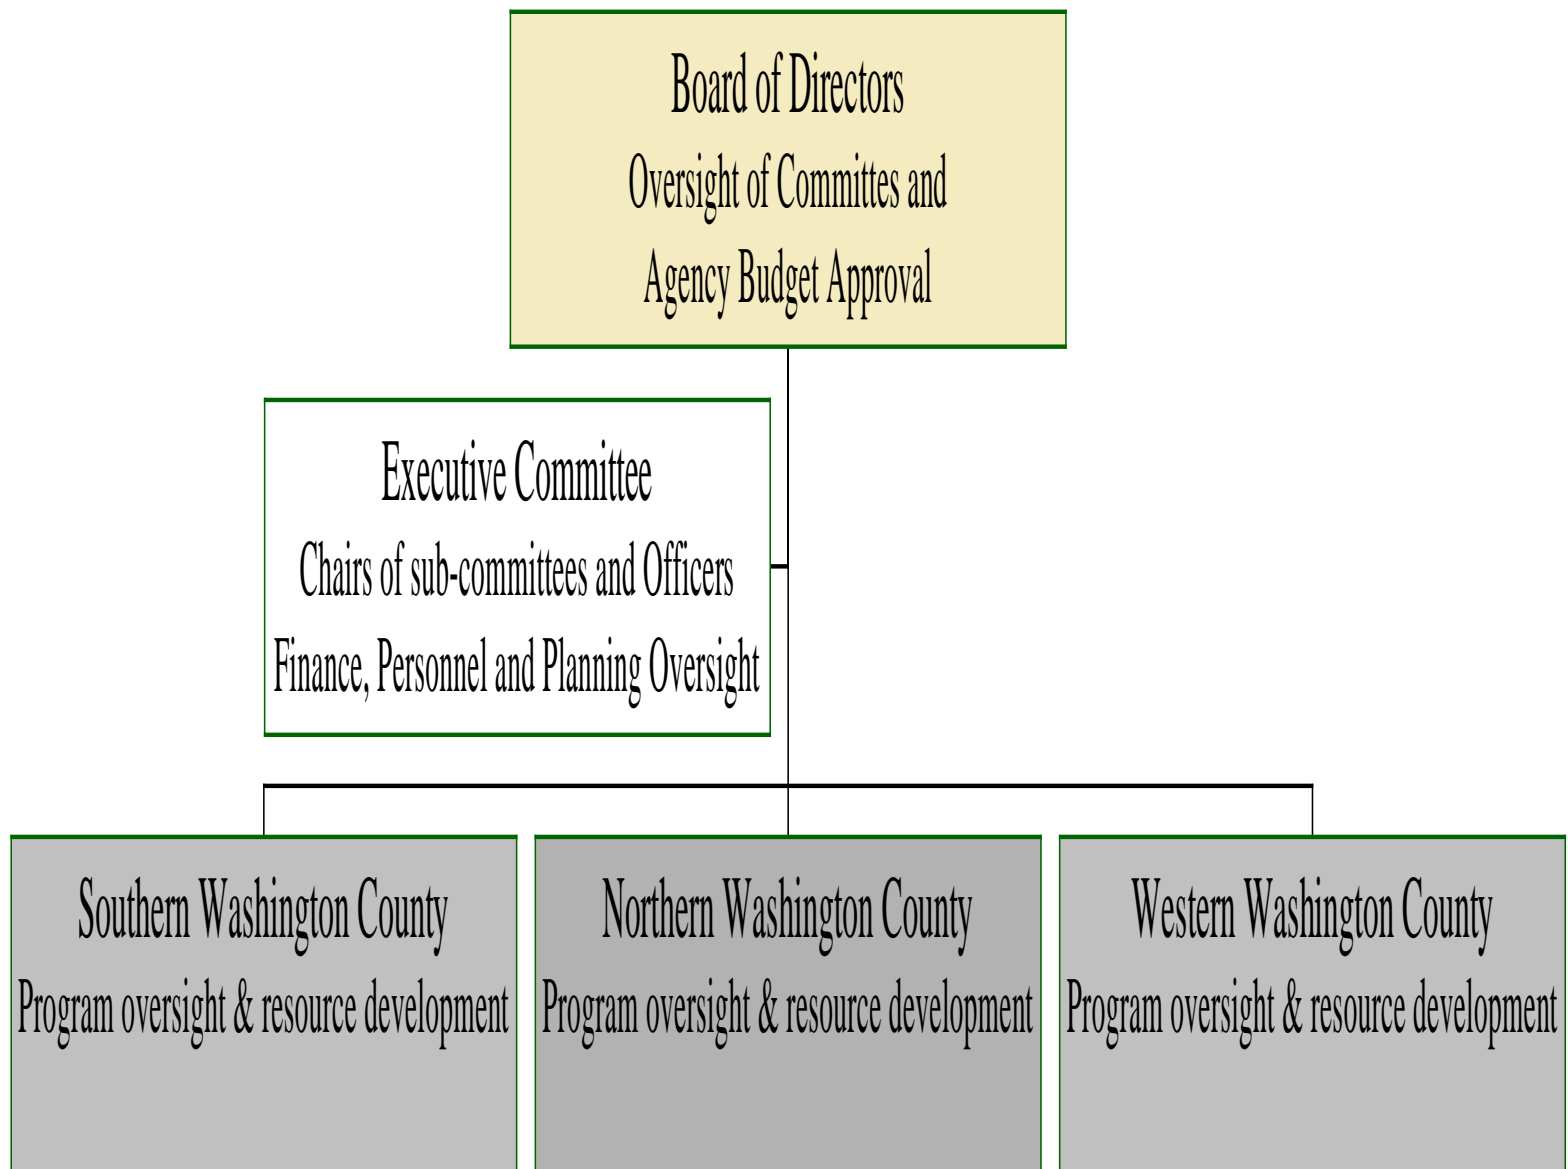 Board of Directors
Oversight of Committes and
Agency Budget Approval
Executive Committee
Chairs of sub-committees and Officers
Finance, Personnel and Planning Oversight
Southern Washington County
Program oversight & resource development
Northern Washington County
Program oversight & resource development
Western Washington County
Program oversight & resource development